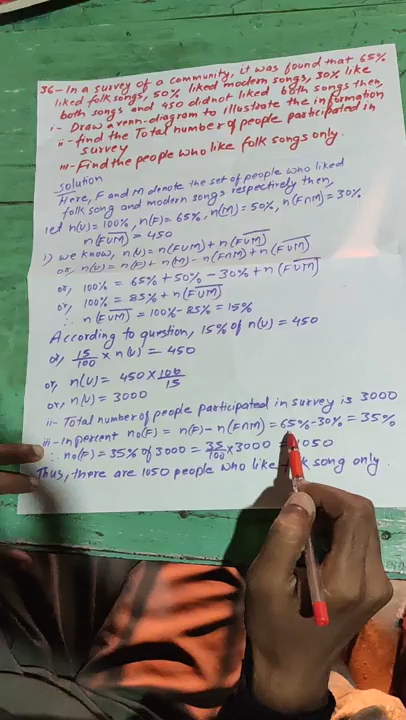 36- In a survey of a community, it was found that 65%
liked folk songs, 50% liked modern songs, 30% like
both songs and 450 did not liked both songs then,
i- Draw a venn-diagram to illustrate the information
ii- find the Total number of people participated in
survey
iii- Find the people who like folk songs only.
Solution
Here, F and M denote the set of people who liked
folk song and modern songs respectively then,
let n(U) = 100%, n(F) = 65%, n(M) = 50%, n(F∩M) = 30%
n(F̅U̅M̅) = 450
i) we know, n(U) = n(FUM) + n(F̅U̅M̅)
or, n(U) = n(F) + n(M) - n(F∩M) + n(F̅U̅M̅)
or, 100% = 65% + 50% - 30% + n(F̅U̅M̅)
or, 100% = 85% + n(F̅U̅M̅)
∴ n(F̅U̅M̅) = 100% - 85% = 15%
According to question, 15% of n(U) = 450
or, 15/100 × n(U) = 450
or, n(U) = 450 × 100/15
or, n(U) = 3000
ii- Total number of people participated in survey is 3000
iii- In percent no(F) = n(F) - n(F∩M) = 65% - 30% = 35%
∴ no(F) = 35% of 3000 = 35/100 × 3000 = 1050
Thus, there are 1050 people who like song only.